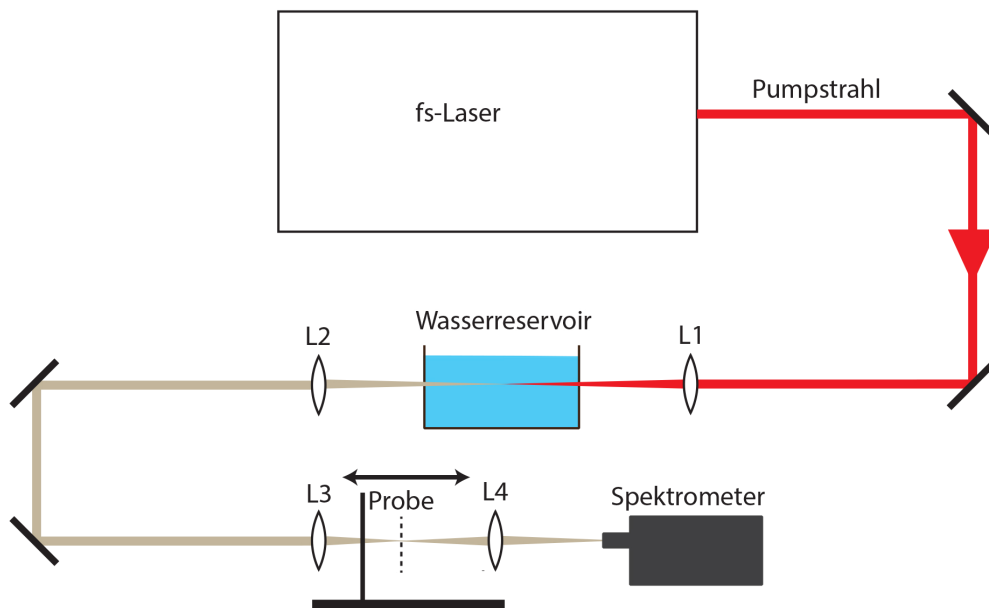 Pumpstrahl
fs-Laser
Wasserreservoir
L2
L1
L3
Probe
L4
Spektrometer